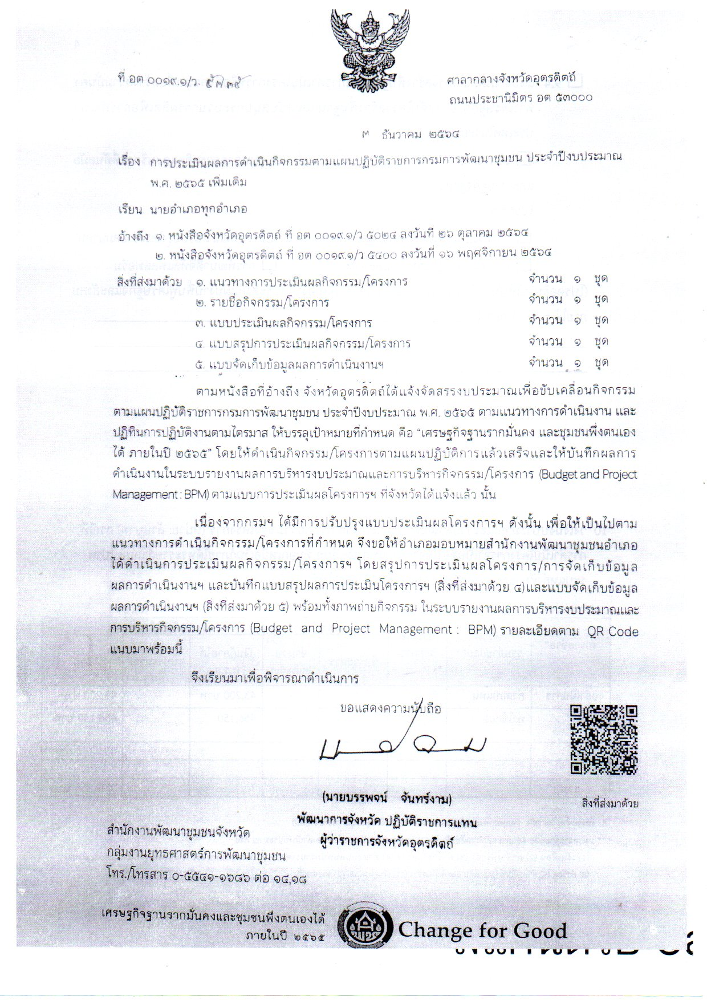 ที่ อต ๐๐๑๙.๑/ว.
ศาลากลางจังหวัดอุตรดิตถ์
ถนนประชานิมิตร อต ๕๓๐๐๐
๓ ธันวาคม ๒๕๖๔
เรื่อง การประเมินผลการดำเนินกิจกรรมตามแผนปฏิบัติราชการกรมการพัฒนาชุมชน ประจำปีงบประมาณ
พ.ศ. ๒๕๖๕ เพิ่มเติม
เรียน นายอำเภอทุกอำเภอ
อ้างถึง ๑. หนังสือจังหวัดอุตรดิตถ์ ที่ อต ๐๐๑๙.๑/ว ๕๐๒๔ ลงวันที่ ๒๖ ตุลาคม ๒๕๖๔
๒. หนังสือจังหวัดอุตรดิตถ์ ที่ อต ๐๐๑๙.๑/ว ๕๔๐๐ ลงวันที่ ๑๖ พฤศจิกายน ๒๕๖๔
สิ่งที่ส่งมาด้วย ๑. แนวทางการประเมินผลกิจกรรม/โครงการ จำนวน ๑ ชุด
๒. รายชื่อกิจกรรม/โครงการ จำนวน ๑ ชุด
๓. แบบประเมินผลกิจกรรม/โครงการ จำนวน ๑ ชุด
๔. แบบสรุปการประเมินผลกิจกรรม/โครงการ จำนวน ๑ ชุด
๕. แบบจัดเก็บข้อมูลผลการดำเนินงานฯ จำนวน ๑ ชุด
ตามหนังสือที่อ้างถึง จังหวัดอุตรดิตถ์ได้แจ้งจัดสรรงบประมาณเพื่อขับเคลื่อนกิจกรรม
ตามแผนปฏิบัติราชการกรมการพัฒนาชุมชน ประจำปีงบประมาณ พ.ศ. ๒๕๖๕ ตามแนวทางการดำเนินงาน และ
ปฏิทินการปฏิบัติงานตามไตรมาส ให้บรรลุเป้าหมายที่กำหนด คือ “เศรษฐกิจฐานรากมั่นคง และชุมชนพึ่งตนเอง
ได้ ภายในปี ๒๕๖๕” โดยให้ดำเนินกิจกรรม/โครงการตามแผนปฏิบัติการแล้วเสร็จและให้บันทึกผลการ
ดำเนินงานในระบบรายงานผลการบริหารงบประมาณและการบริหารกิจกรรม/โครงการ (Budget and Project
Management : BPM) ตามแบบการประเมินผลโครงการฯ ที่จังหวัดได้แจ้งแล้ว นั้น
เนื่องจากกรมฯ ได้มีการปรับปรุงแบบประเมินผลโครงการฯ ดังนั้น เพื่อให้เป็นไปตาม
แนวทางการดำเนินกิจกรรม/โครงการที่กำหนด จึงขอให้อำเภอมอบหมายสำนักงานพัฒนาชุมชนอำเภอ
ได้ดำเนินการประเมินผลกิจกรรม/โครงการฯ โดยสรุปการประเมินผลโครงการ/การจัดเก็บข้อมูล
ผลการดำเนินงานฯ และบันทึกแบบสรุปผลการประเมินโครงการฯ (สิ่งที่ส่งมาด้วย ๔)และแบบจัดเก็บข้อมูล
ผลการดำเนินงานฯ (สิ่งที่ส่งมาด้วย ๕) พร้อมทั้งภาพถ่ายกิจกรรม ในระบบรายงานผลการบริหารงบประมาณและ
การบริหารกิจกรรม/โครงการ (Budget and Project Management : BPM) รายละเอียดตาม QR Code
แนบมาพร้อมนี้
จึงเรียนมาเพื่อพิจารณาดำเนินการ
ขอแสดงความนับถือ
(นายบรรพจน์ จันทร์งาม)
พัฒนาการจังหวัด ปฏิบัติราชการแทน
ผู้ว่าราชการจังหวัดอุตรดิตถ์
สิ่งที่ส่งมาด้วย
สำนักงานพัฒนาชุมชนจังหวัด
กลุ่มงานยุทธศาสตร์การพัฒนาชุมชน
โทร./โทรสาร ๐-๕๕๔๑-๑๖๘๖ ต่อ ๑๔,๑๘
เศรษฐกิจฐานรากมั่นคงและชุมชนพึ่งตนเองได้
ภายในปี ๒๕๖๕
Change for Good